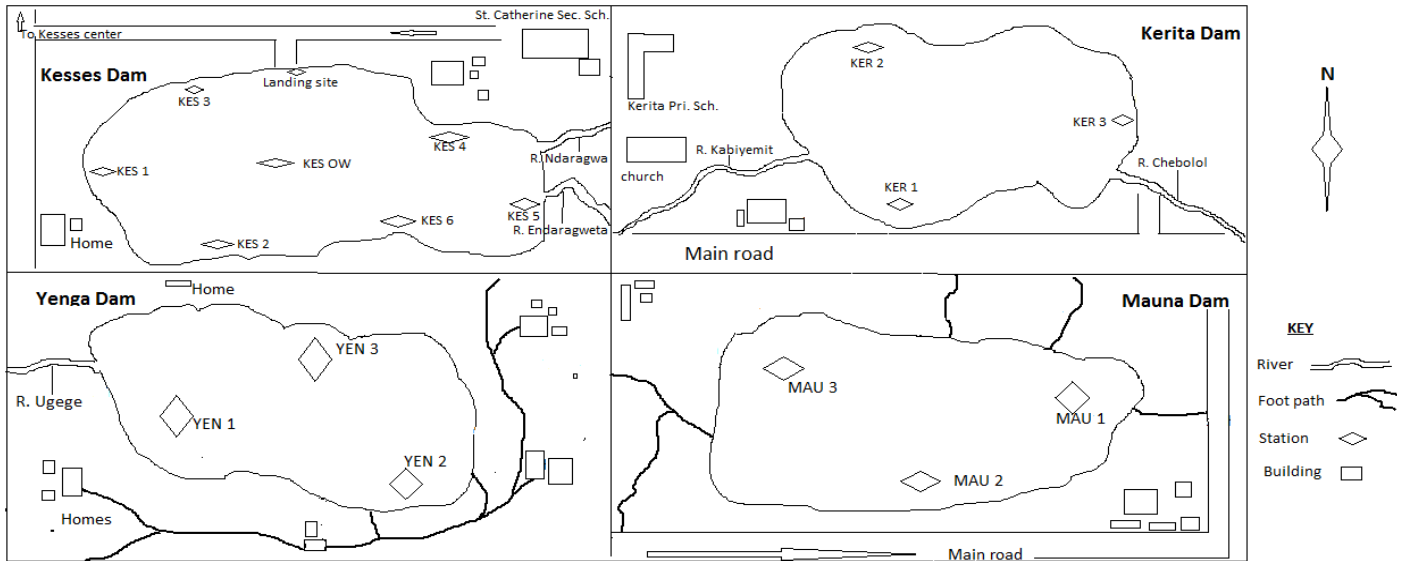 St. Catherine Sec. Sch.
To Kesses center
Kesses Dam
Landing site
KES 3
KES 4
KES 1
KES OW
R. Ndaragwa
KES 5
KES 6
R. Endaragweta
KES 2
Home
Kerita Dam
KER 2
Kerita Pri. Sch.
KER 3
R. Kabiyemit
R. Chebolol
church
KER 1
Main road
N
Yenga Dam
Home
YEN 3
R. Ugege
YEN 1
YEN 2
Homes
Mauna Dam
MAU 3
MAU 1
MAU 2
Main road
KEY
River
Foot path
Station
Building